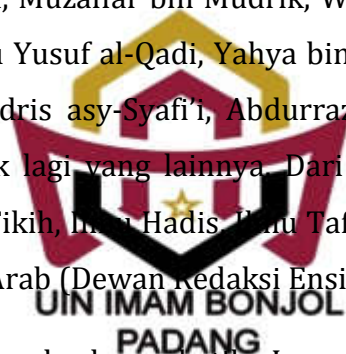 Muzahar bin Mudrik, W
Yusuf al-Qadi, Yahya bin
dris asy-Syafi'i, Abdurraz
k lagi yang lainnya. Dari
Fikih, Ilmu Hadis, Ilmu Taf
Arab (Dewan Redaksi Ensi
UIN IMAM BONJOL
PADANG